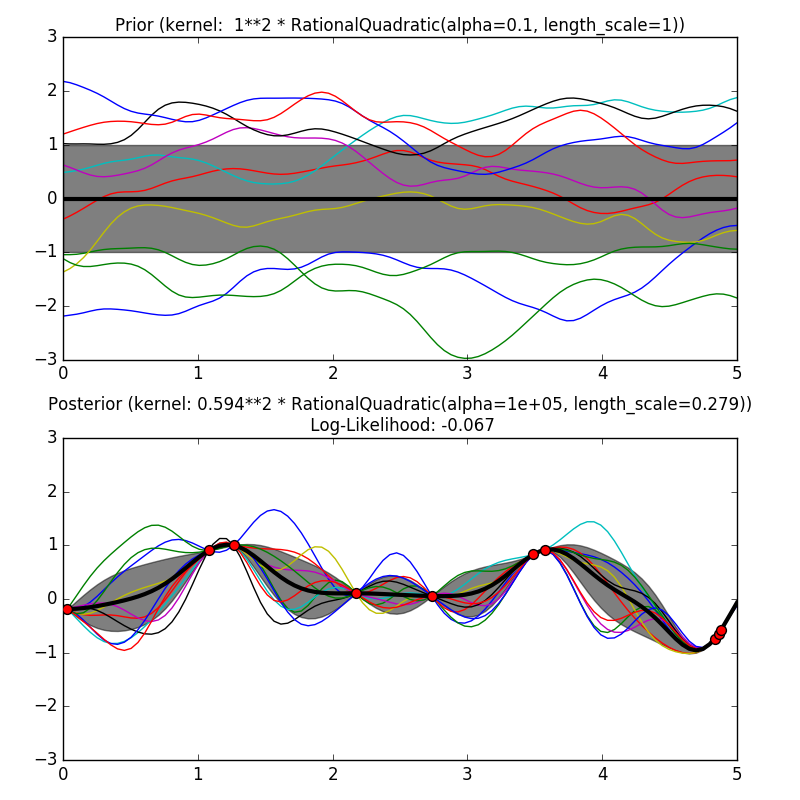 Prior (kernel:  1**2 * RationalQuadratic(alpha=0.1, length_scale=1))
3
2
1
0
−1
−2
−3
0 1 2 3 4 5
Posterior (kernel: 0.594**2 * RationalQuadratic(alpha=1e+05, length_scale=0.279))
Log-Likelihood: -0.067
3
2
1
0
−1
−2
−3
0 1 2 3 4 5